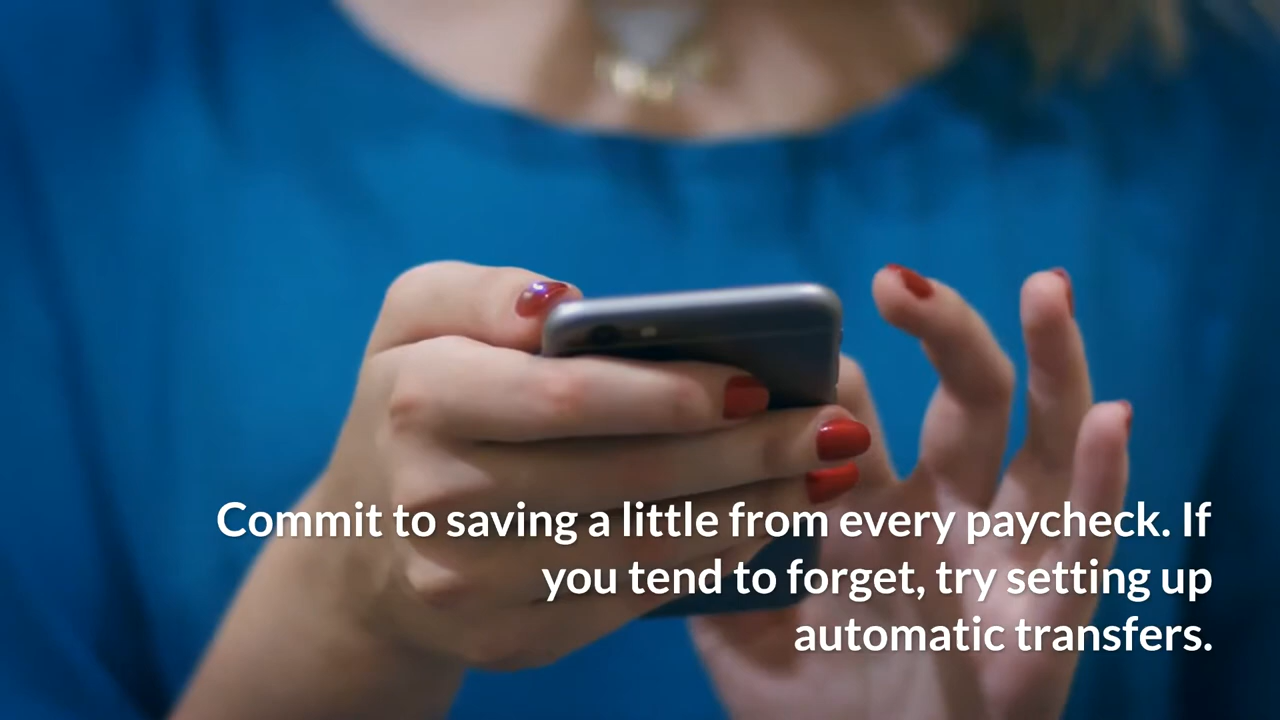 Commit to saving a little from every paycheck. If
you tend to forget, try setting up
automatic transfers.